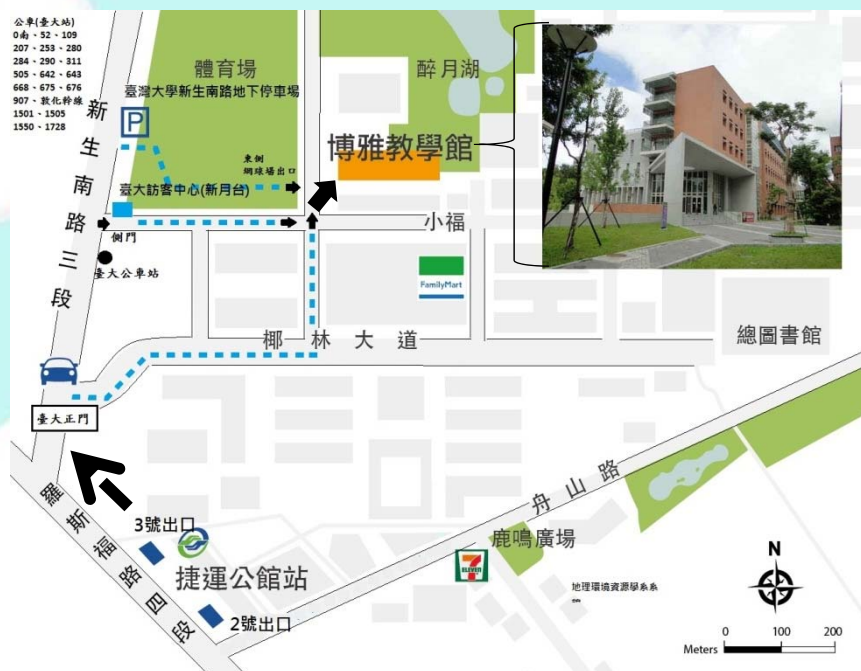 公車(臺大站)
0南、52、109
207、253、280
284、290、311
505、642、643
668、675、676
907、敦化幹線
1501、1505
1550、1728
新生南路三段
體育場
臺灣大學新生南路地下停車場
P
醉月湖
博雅教學館
東側
網球場出口
臺大訪客中心(新月台)
側門
臺大公車站
小福
FamilyMart
椰林大道
總圖書館
臺大正門
羅斯福路四段
3號出口
捷運公館站
2號出口
舟山路
鹿鳴廣場
7
ELEVEN
地理環境資源學系系
N
Meters
0 100 200